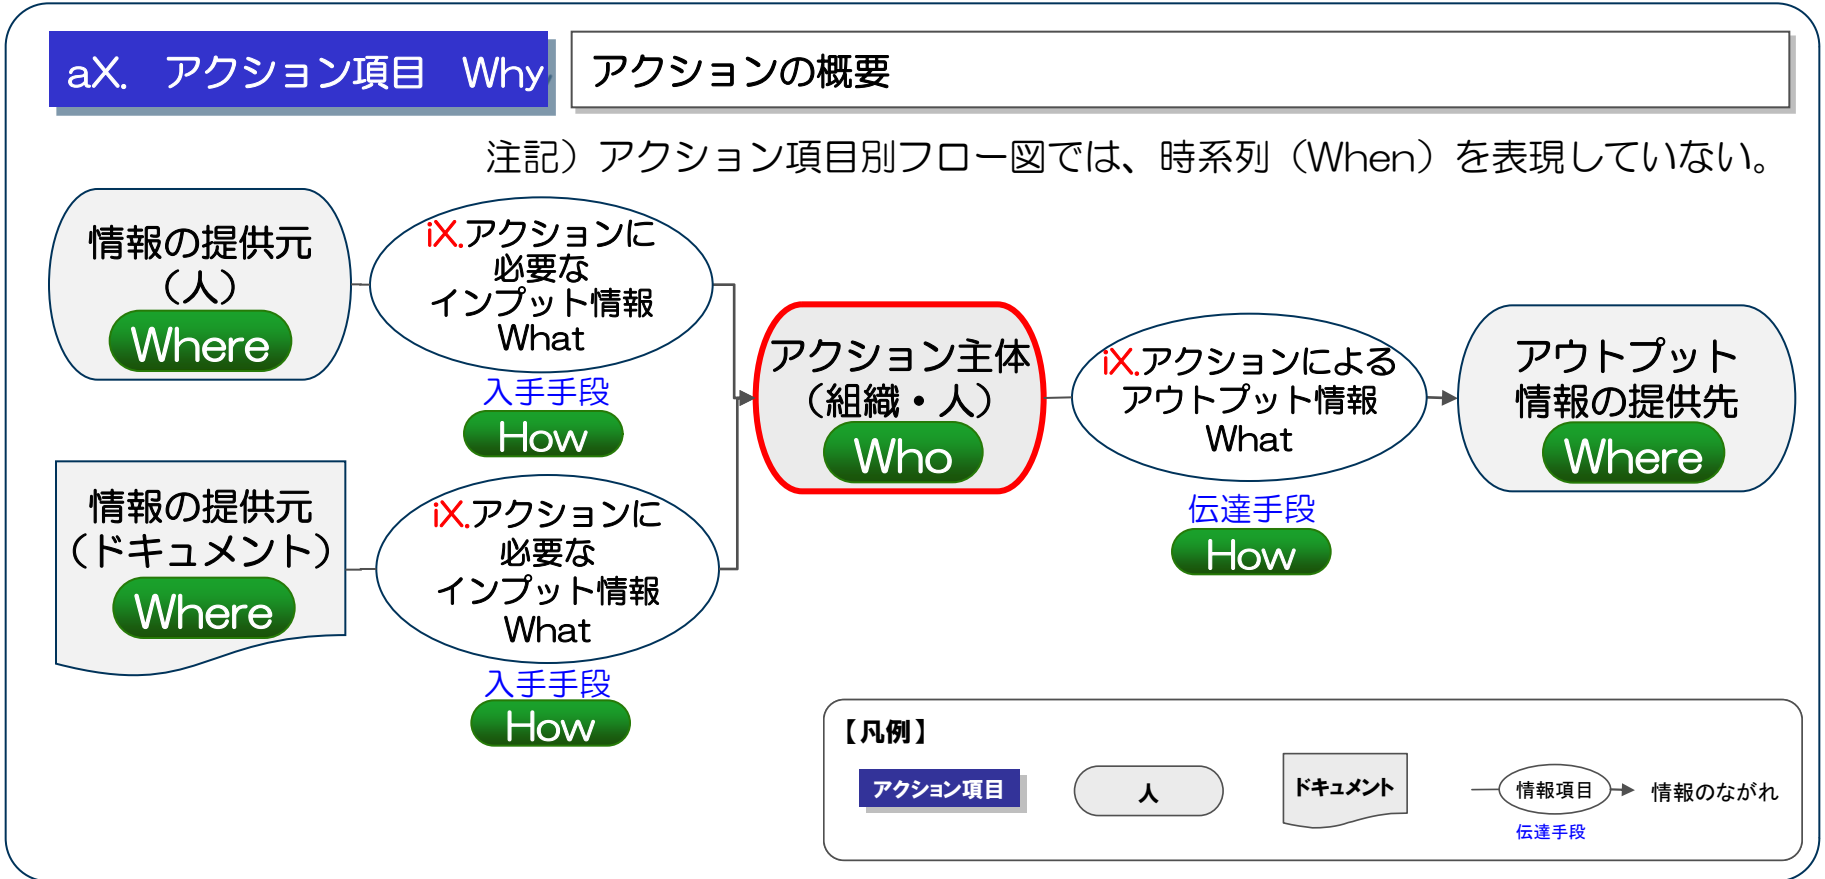 aX.　アクション項目　Why
アクションの概要
注記）アクション項目別フロー図では、時系列（When）を表現していない。
情報の提供元
（人）
Where
iX.アクションに
必要な
インプット情報
What
入手手段
How
情報の提供元
（ドキュメント）
Where
iX.アクションに
必要な
インプット情報
What
入手手段
How
アクション主体
（組織・人）
Who
iX.アクションによる
アウトプット情報
What
伝達手段
How
アウトプット
情報の提供先
Where
【凡例】
アクション項目
人
ドキュメント
情報項目
伝達手段
情報のながれ